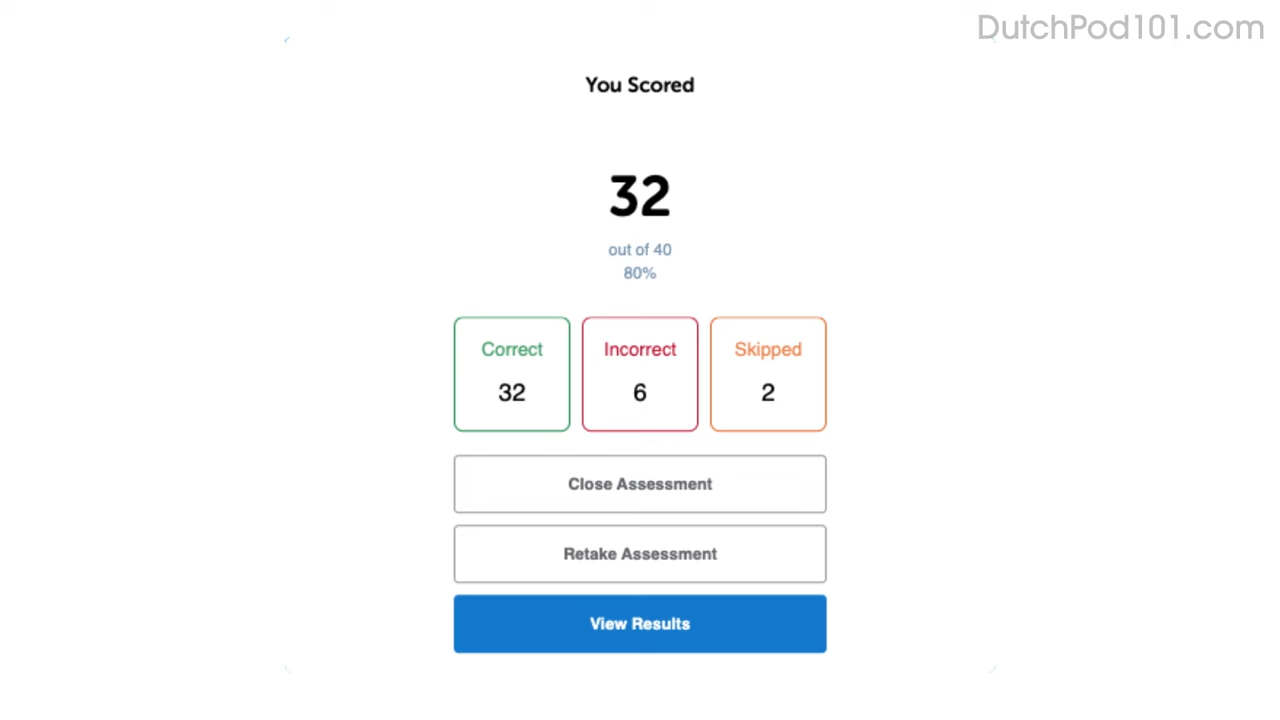 DutchPod101.com
You Scored
32
out of 40
80%
Correct
32
Incorrect
6
Skipped
2
Close Assessment
Retake Assessment
View Results